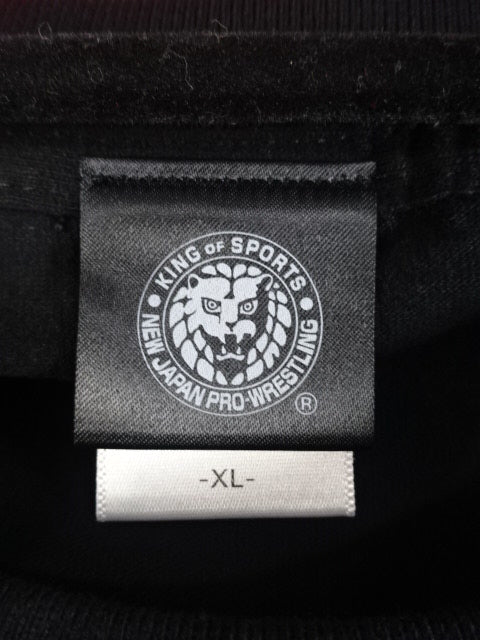 KING OF SPORTS
NEW JAPAN PRO-WRESTLING
®
-XL-